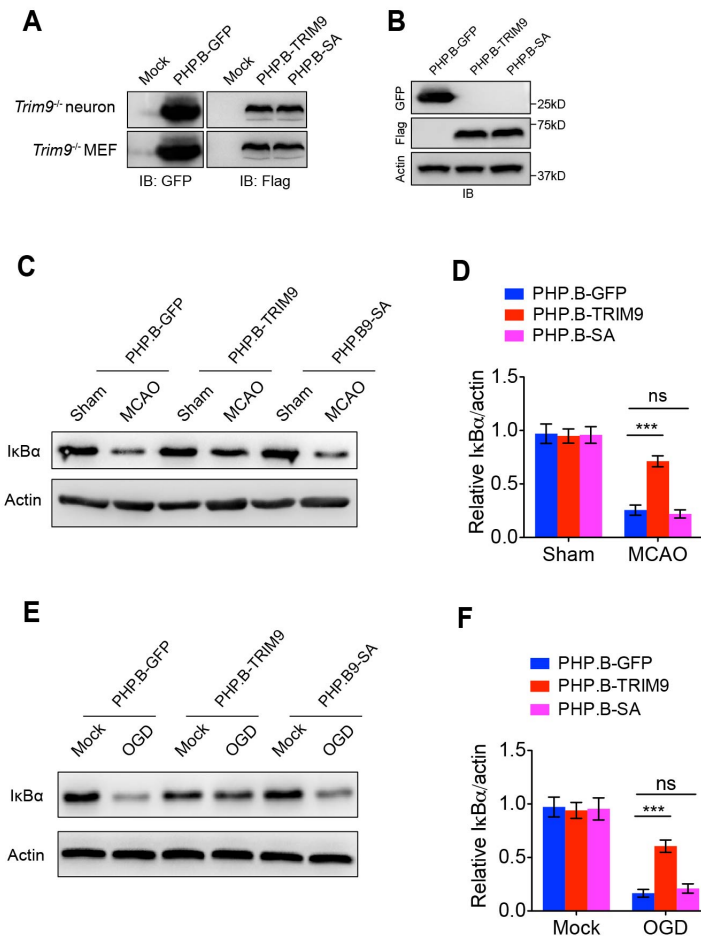 A
Mock
PHP.B-GFP
Mock
PHP.B-TRIM9
PHP.B-SA
Trim9-/- neuron
Trim9-/- MEF
IB: GFP
IB: Flag
B
PHP.B-GFP
PHP.B-TRIM9
PHP.B-SA
GFP
25kD
Flag
75kD
Actin
37kD
IB
C
PHP.B-GFP
PHP.B-TRIM9
PHP.B9-SA
Sham
MCAO
Sham
MCAO
Sham
MCAO
IκBα
Actin
D
PHP.B-GFP
PHP.B-TRIM9
PHP.B-SA
Relative IκBα/actin
1.5
1.0
0.5
0.0
ns
***
Sham
MCAO
E
PHP.B-GFP
PHP.B-TRIM9
PHP.B9-SA
Mock
OGD
Mock
OGD
Mock
OGD
IκBα
Actin
F
PHP.B-GFP
PHP.B-TRIM9
PHP.B-SA
Relative IκBα/actin
1.5
1.0
0.5
0.0
ns
***
Mock
OGD